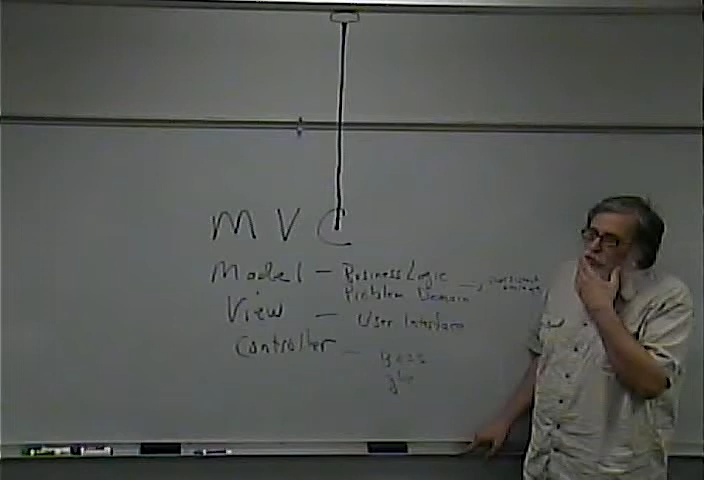 MVC
Model - Business Logic
Problem Domain →
View - User Interface
Controller -